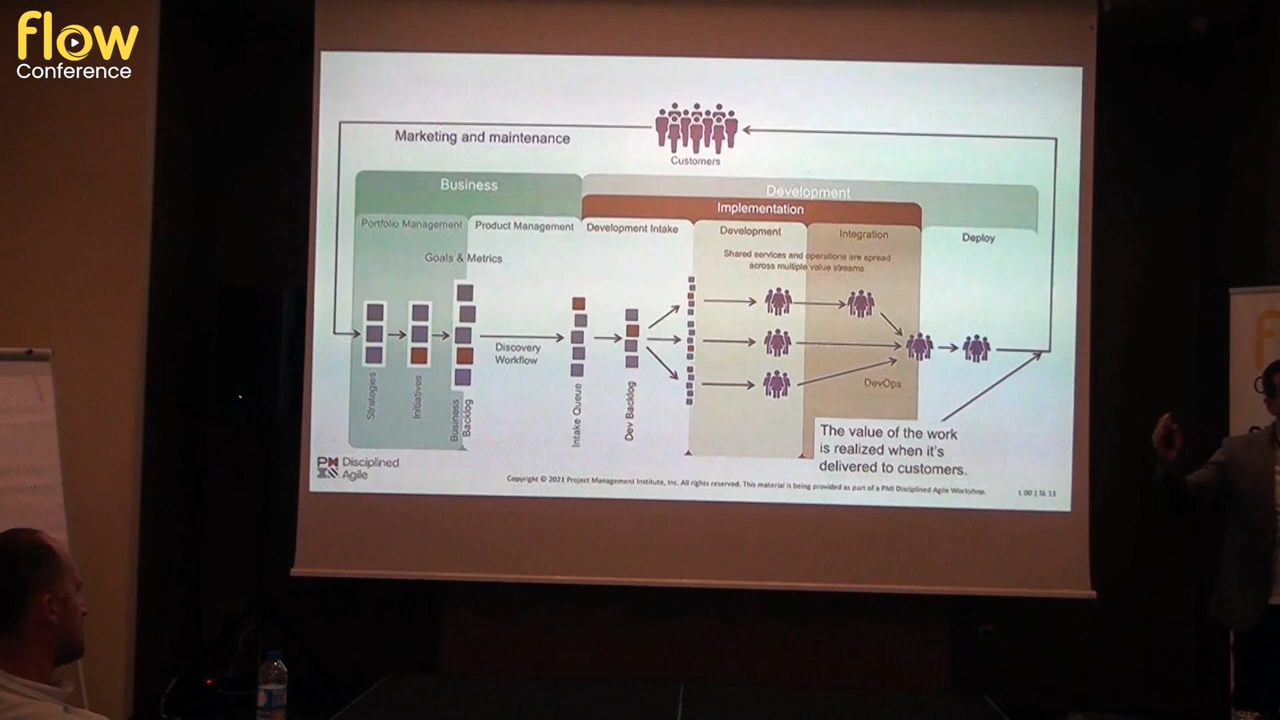 flow
Conference
Marketing and maintenance
Customers
Business
Development
Implementation
Portfolio Management
Product Management
Development Intake
Development
Integration
Deploy
Goals & Metrics
Shared services and operations are spread
across multiple value streams
Discovery
Workflow
DevOps
Strategies
Initiatives
Business
Backlog
Intake Queue
Dev Backlog
The value of the work
is realized when it's
delivered to customers.
PM
Disciplined
Agile
Copyright © 2021 Project Management Institute, Inc. All rights reserved. This material is being provided as part of a PMI Disciplined Agile Workshop.